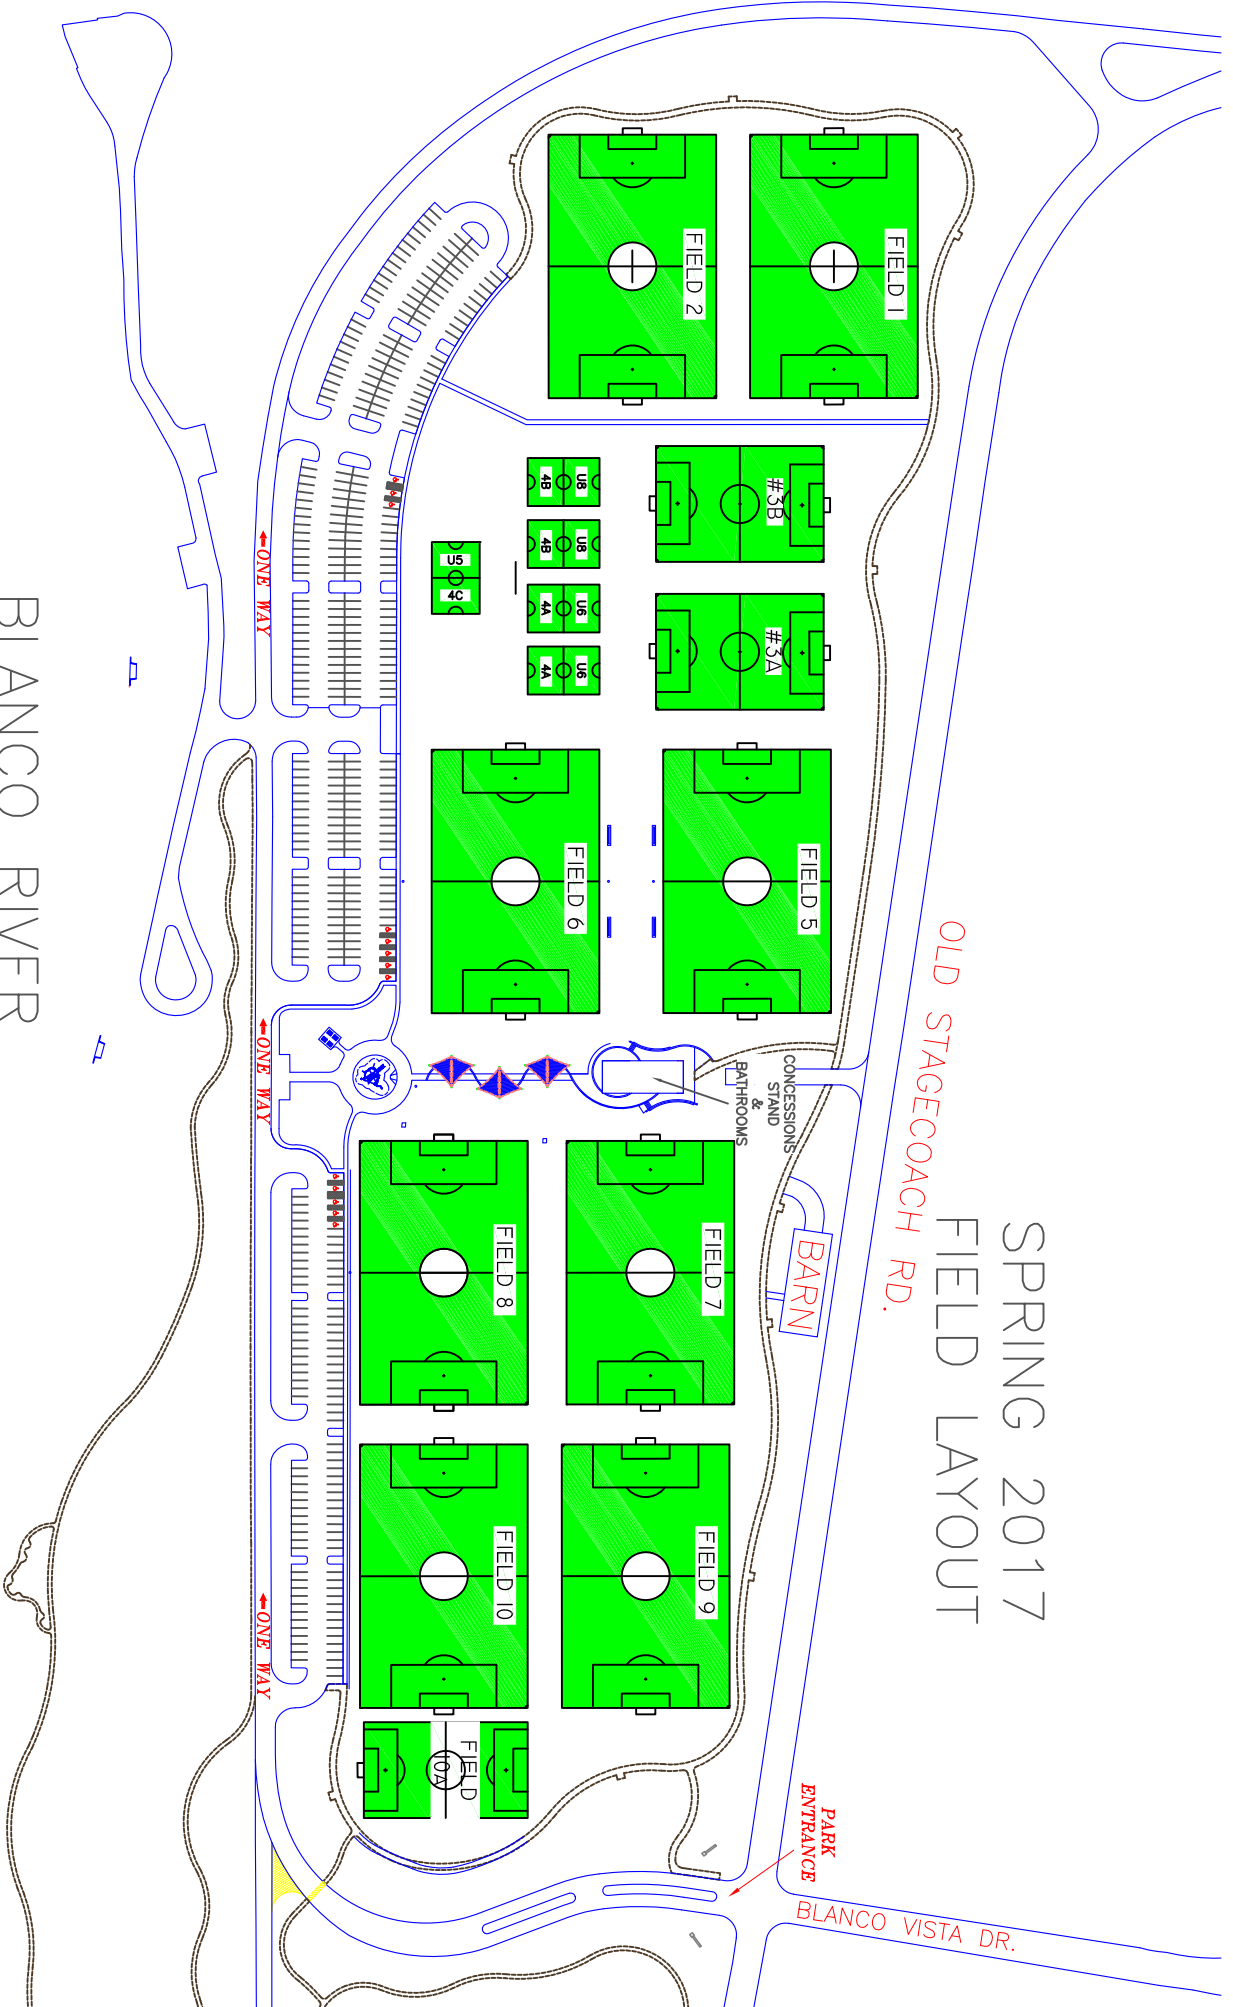 SPRING 2017
FIELD LAYOUT
OLD STAGECOACH RD.
BLANCO VISTA DR.
PARK
ENTRANCE
BARN
CONCESSIONS
STAND
&
BATHROOMS
FIELD 1
FIELD 2
#3B
#3A
U8
4B
U8
4B
U6
4A
U6
4A
U5
4C
FIELD 5
FIELD 6
FIELD 7
FIELD 8
FIELD 9
FIELD 10
FIELD
10A
ONE WAY
ONE WAY
ONE WAY
BLANCO RIVER